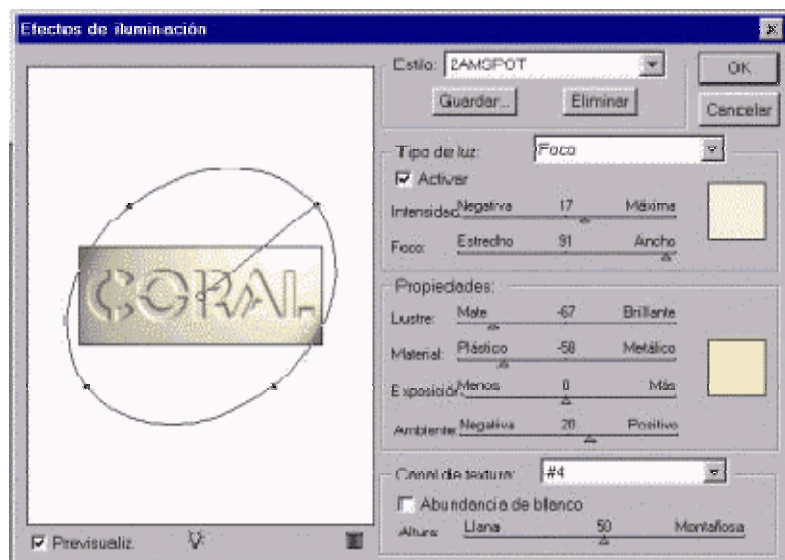 Efectos de iluminación
Estilo: 2AMSPOT
OK
Guardar... Eliminar
Cancelar
Tipo de luz: Foco
Activar
Intensidad: Negativa 17 Máxima
Foco: Estrecho 91 Ancho
Propiedades:
Lustre: Mate -67 Brillante
Material: Plástico -58 Metálico
Exposición: Menos 0 Más
Ambiente: Negativa 20 Positivo
Canal de textura: #4
Abundancia de blanco
Altura: Llana 50 Montañosa
CORAL
Previsualiz.